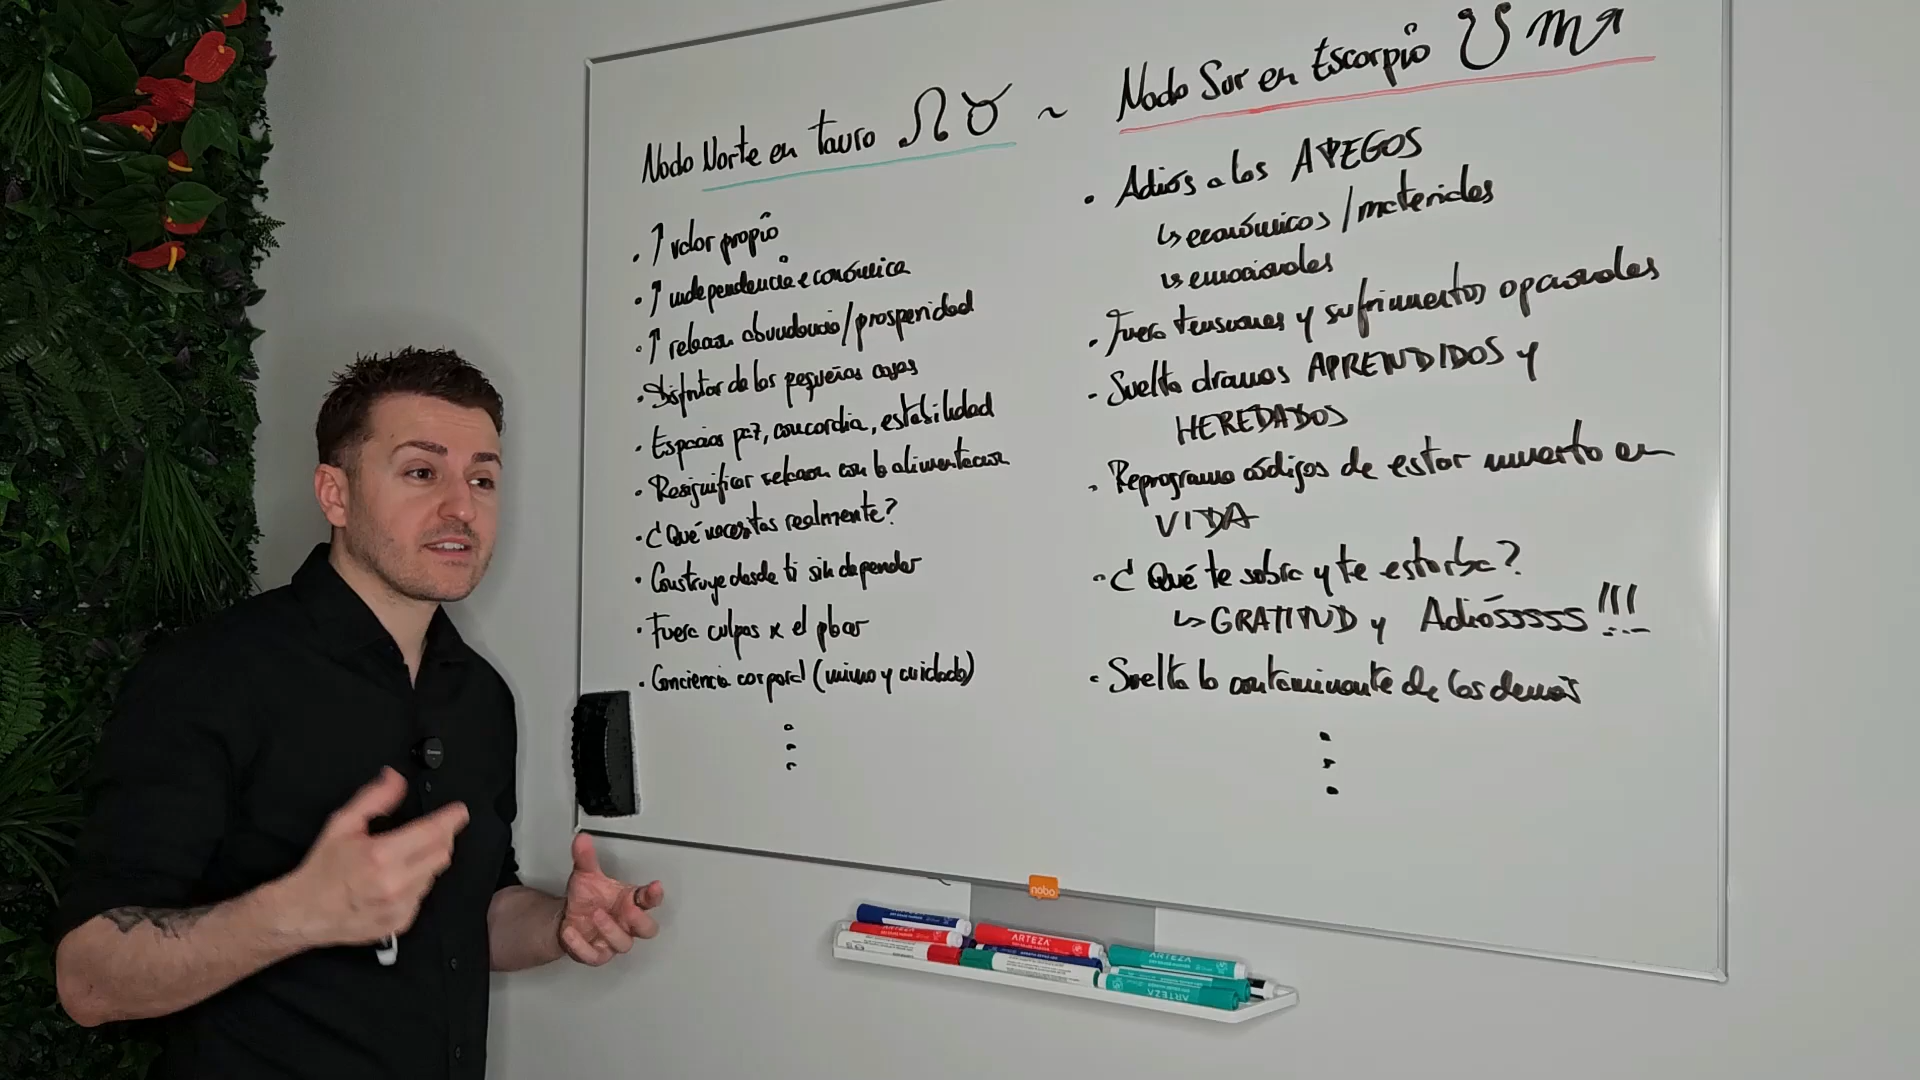 Nodo Norte en Tauro ☊ ♉ ~
• ↑ valor propio
• ↑ independencia económica
• ↑ relación abundancia/prosperidad
• Disfrutar de las pequeñas cosas
• Espacios paz, concordia, estabilidad
• Resignificar relación con la alimentación
• ¿Qué necesitas realmente?
• Construye desde ti sin depender
• Fuera culpas x el placer
• Conciencia corporal (mimo y cuidado)
Nodo Sur en Escorpio ☋ ♏
• Adiós a los APEGOS
↳ económicos/materiales
↳ emocionales
• Fuera tensiones y sufrimientos opcionales
• Suelta dramas APRENDIDOS y
HEREDADOS
• Reprograma códigos de estar muerto en
VIDA
• ¿Qué te sobra y te estorba?
↳ GRATITUD y Adiósssss!!!
• Suelta lo contaminante de los demás
nobo
ARTEZA
ARTEZA
ARTEZA